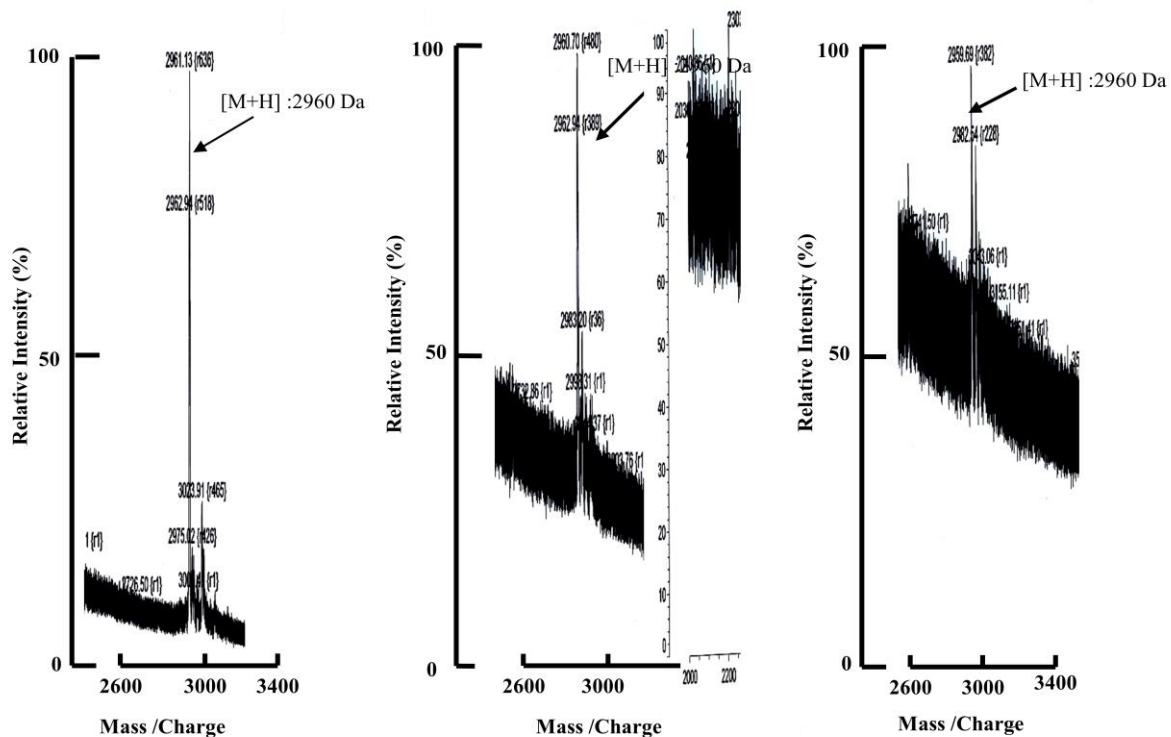 100
2961.13 {r636}
[M+H] :2960 Da
2962.94 {r518}
Relative Intensity (%)
50
3023.91 {r465}
2975.02 {r426}
1 {r1}
2726.50 {r1}
0
2600
3000
3400
Mass /Charge
100
2960.70 {r480}
[M+H]
Da
2962.94 {r389}
Relative Intensity (%)
50
2983.20 {r36}
0
2600
3000
Mass /Charge
100
90
80
70
60
50
40
30
20
10
0
2000
2200
100
2959.69 {r382}
[M+H] :2960 Da
2982.54 {r228}
Relative Intensity (%)
50
0
2600
3000
3400
Mass /Charge